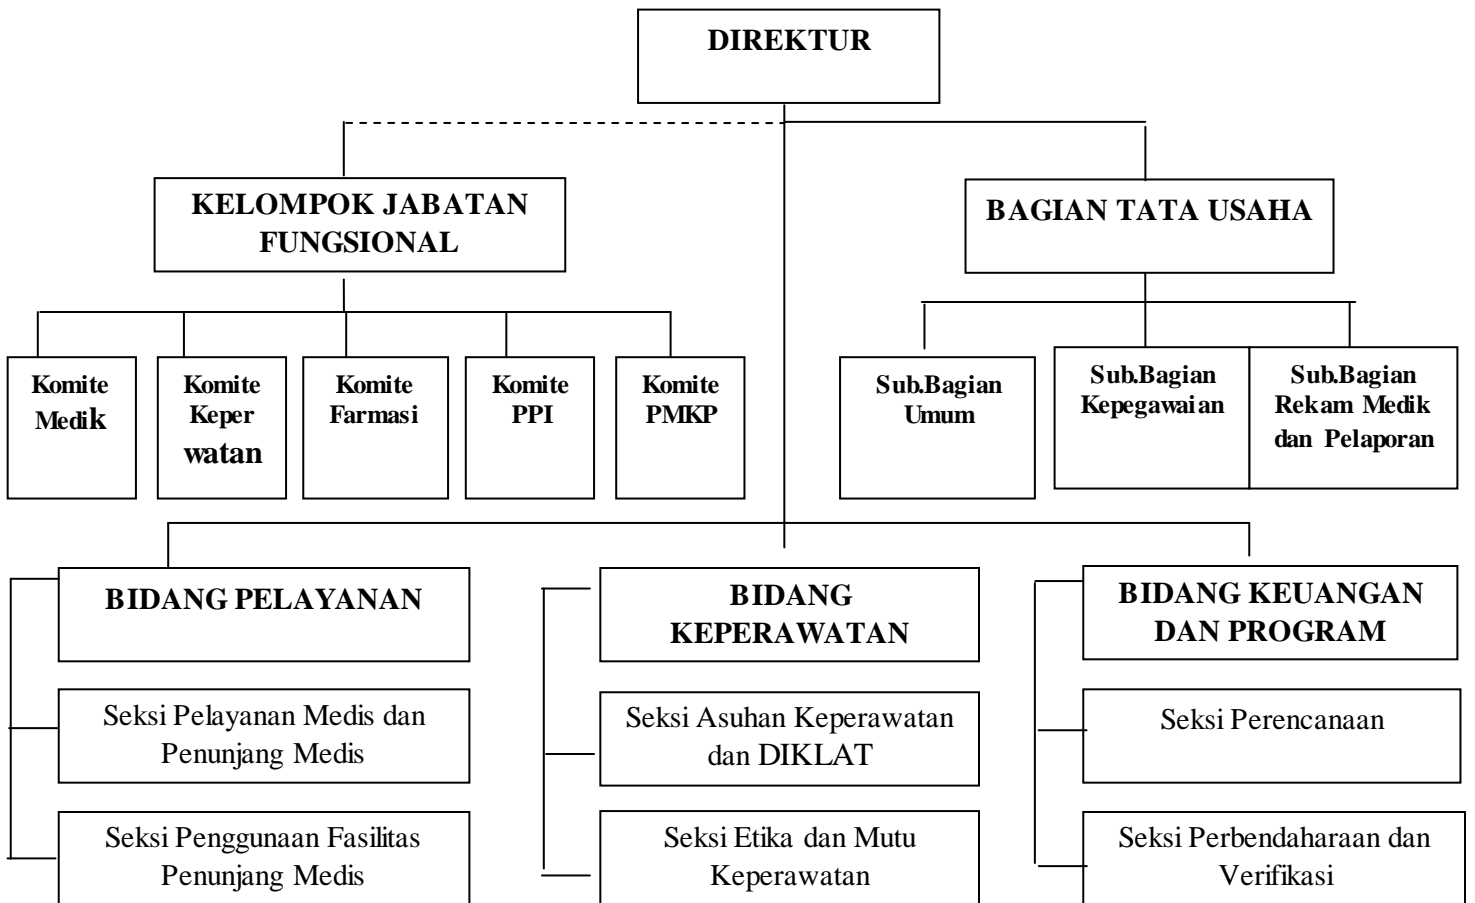 DIREKTUR
KELOMPOK JABATAN
FUNGSIONAL
BAGIAN TATA USAHA
Komite
Medik
Komite
Keper
watan
Komite
Farmasi
Komite
PPI
Komite
PMKP
Sub.Bagian
Umum
Sub.Bagian
Kepegawaian
Sub.Bagian
Rekam Medik
dan Pelaporan
BIDANG PELAYANAN
BIDANG
KEPERAWATAN
BIDANG KEUANGAN
DAN PROGRAM
Seksi Pelayanan Medis dan
Penunjang Medis
Seksi Asuhan Keperawatan
dan DIKLAT
Seksi Perencanaan
Seksi Penggunaan Fasilitas
Penunjang Medis
Seksi Etika dan Mutu
Keperawatan
Seksi Perbendaharaan dan
Verifikasi